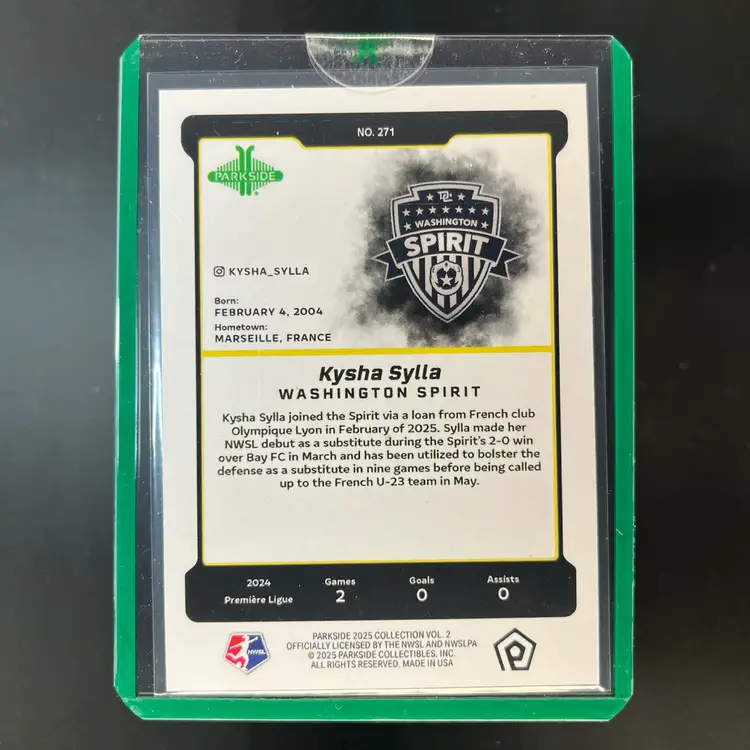 NO. 271
PARKSIDE
DC
WASHINGTON
SPIRIT
KYSHA_SYLLA
Born:
FEBRUARY 4, 2004
Hometown:
MARSEILLE, FRANCE
Kysha Sylla
WASHINGTON SPIRIT
Kysha Sylla joined the Spirit via a loan from French club
Olympique Lyon in February of 2025. Sylla made her
NWSL debut as a substitute during the Spirit's 2-0 win
over Bay FC in March and has been utilized to bolster the
defense as a substitute in nine games before being called
up to the French U-23 team in May.
2024 Games Goals Assists
Première Ligue 2 0 0
NWSL
PARKSIDE 2025 COLLECTION VOL. 2
OFFICIALLY LICENSED BY THE NWSL AND NWSLPA
© 2025 PARKSIDE COLLECTIBLES, INC.
ALL RIGHTS RESERVED. MADE IN USA